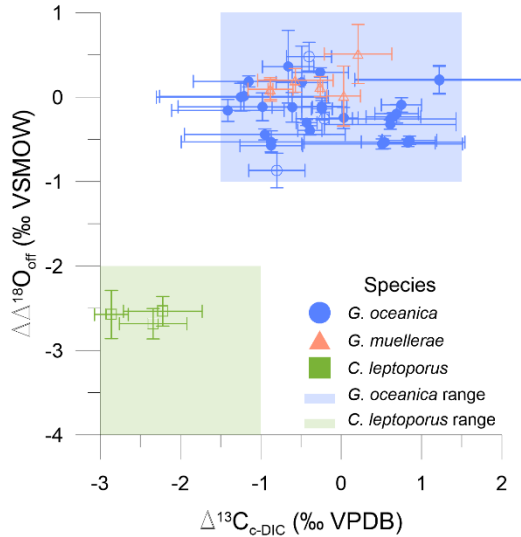 1
0
-1
-2
-3
-4
ΔΔ18Ooff (‰ VSMOW)
Species
G. oceanica
G. muellerae
C. leptoporus
G. oceanica range
C. leptoporus range
-3 -2 -1 0 1 2
Δ13Cc-DIC (‰ VPDB)